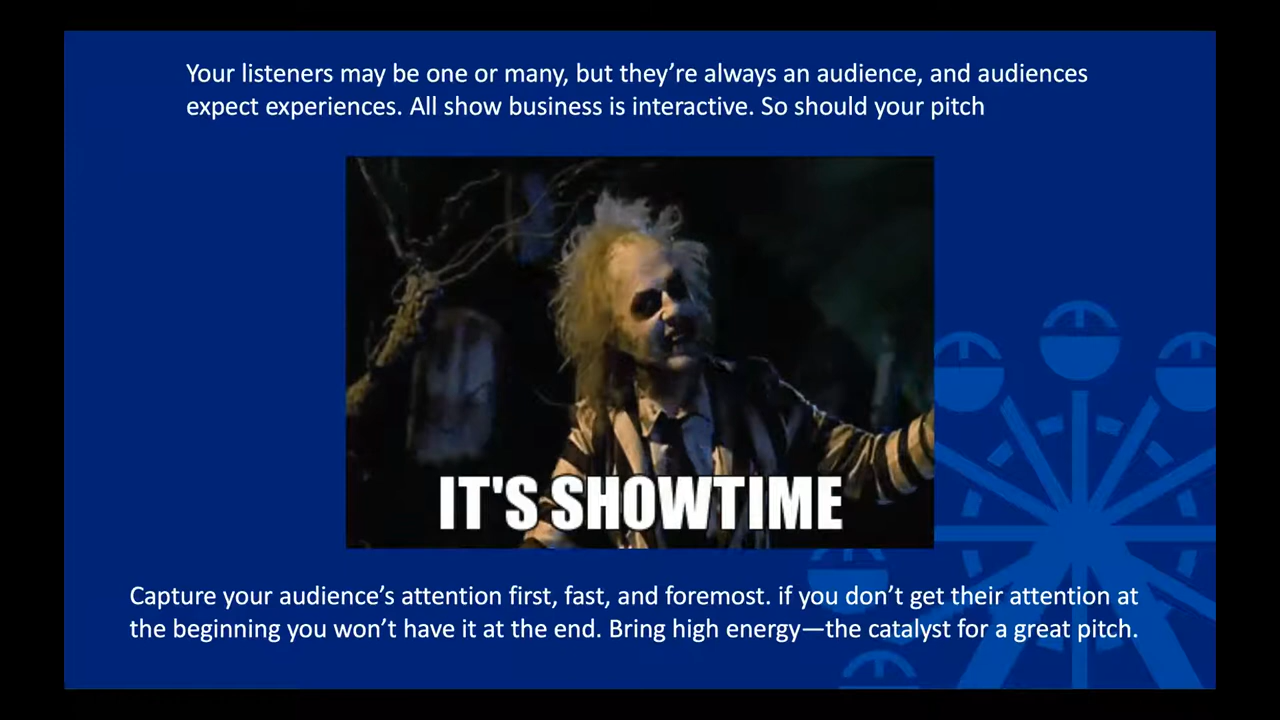 Your listeners may be one or many, but they’re always an audience, and audiences
expect experiences. All show business is interactive. So should your pitch
IT'S SHOWTIME
Capture your audience’s attention first, fast, and foremost. if you don’t get their attention at
the beginning you won’t have it at the end. Bring high energy—the catalyst for a great pitch.